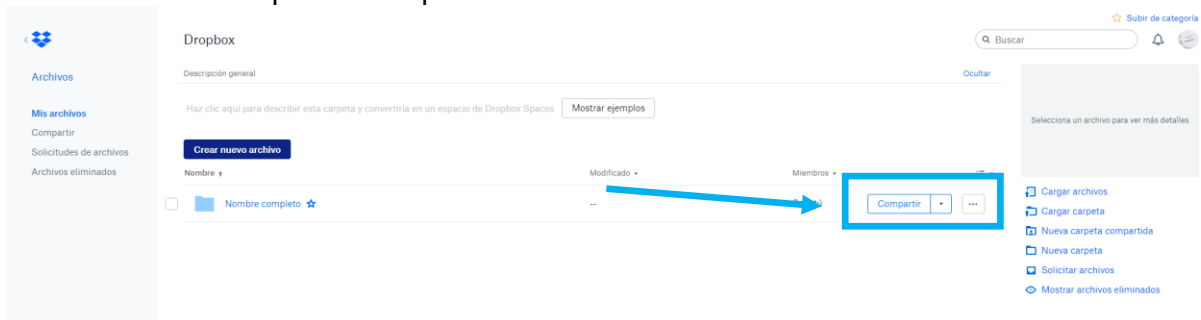 Subir de categoría
Dropbox
Buscar
Archivos
Descripción general
Ocultar
Haz clic aquí para describir esta carpeta y convertirla en un espacio de Dropbox Spaces
Mostrar ejemplos
Mis archivos
Compartir
Solicitudes de archivos
Archivos eliminados
Selecciona un archivo para ver más detalles
Crear nuevo archivo
Nombre
Modificado
Miembros
Nombre completo
--
Compartir
Cargar archivos
Cargar carpeta
Nueva carpeta compartida
Nueva carpeta
Solicitar archivos
Mostrar archivos eliminados